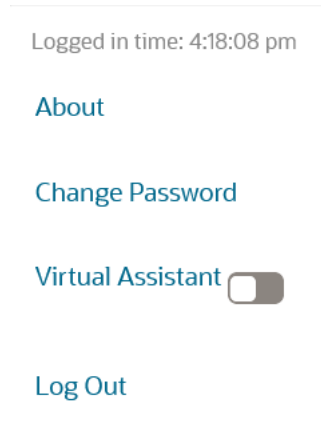 Logged in time: 4:18:08 pm
About
Change Password
Virtual Assistant
Log Out